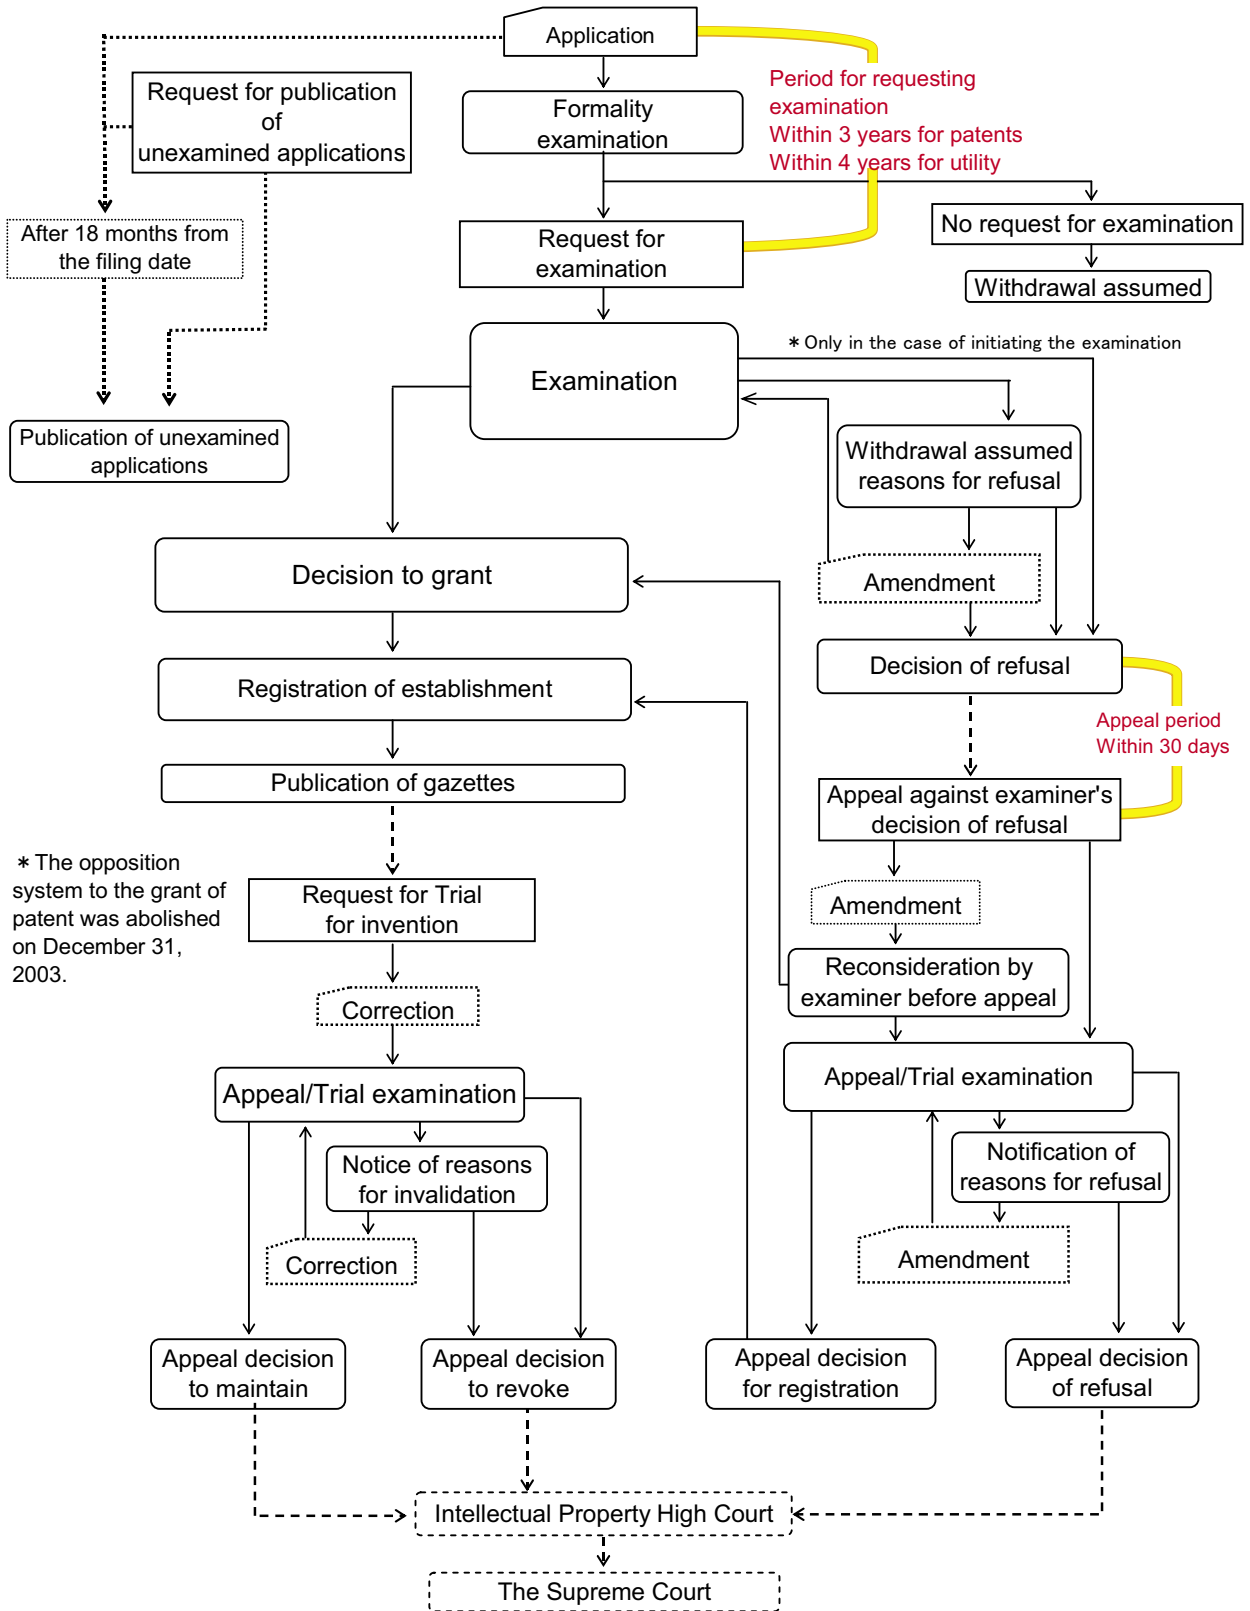 Application
Request for publication
of
unexamined applications
Formality
examination
Period for requesting
examination
Within 3 years for patents
Within 4 years for utility
After 18 months from
the filing date
Request for
examination
No request for examination
Withdrawal assumed
* Only in the case of initiating the examination
Examination
Publication of unexamined
applications
Withdrawal assumed
reasons for refusal
Decision to grant
Amendment
Decision of refusal
Registration of establishment
Appeal period
Within 30 days
Publication of gazettes
Appeal against examiner's
decision of refusal
* The opposition
system to the grant of
patent was abolished
on December 31,
2003.
Request for Trial
for invention
Amendment
Reconsideration by
examiner before appeal
Correction
Appeal/Trial examination
Appeal/Trial examination
Notice of reasons
for invalidation
Notification of
reasons for refusal
Correction
Amendment
Appeal decision
to maintain
Appeal decision
to revoke
Appeal decision
for registration
Appeal decision
of refusal
Intellectual Property High Court
The Supreme Court